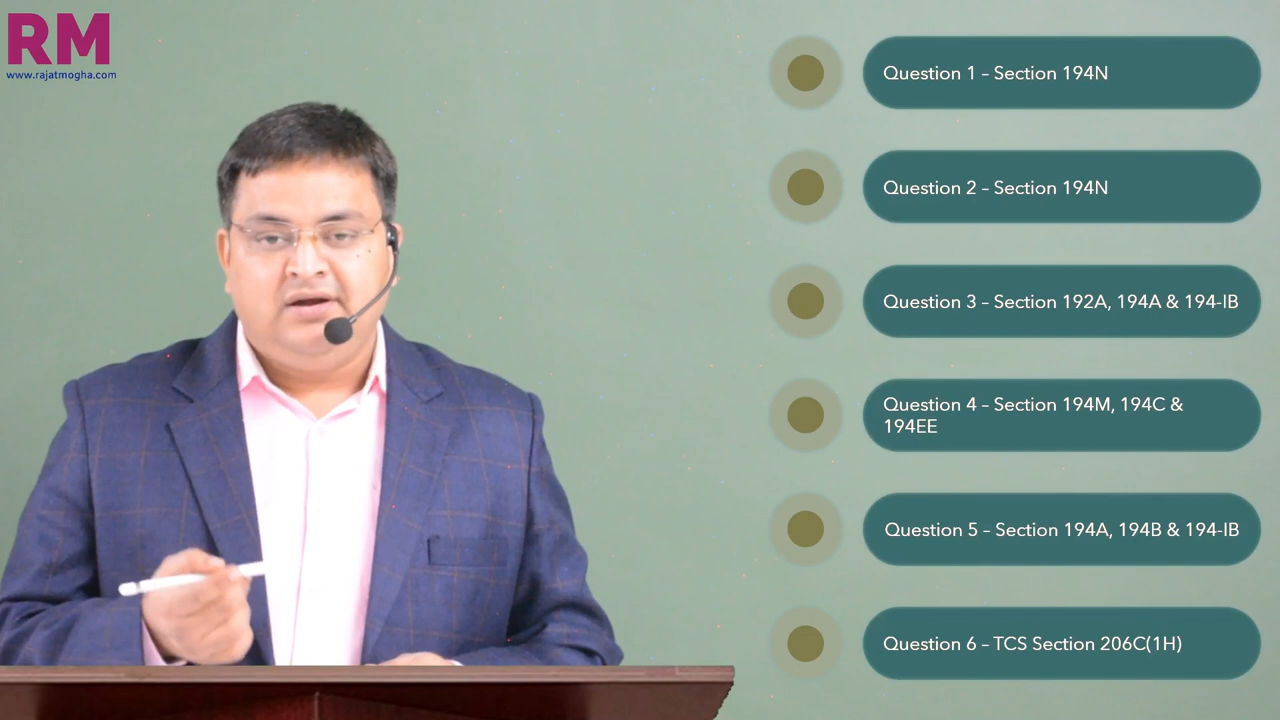 RM
www.rajatmogha.com
Question 1 – Section 194N
Question 2 – Section 194N
Question 3 – Section 192A, 194A & 194-IB
Question 4 – Section 194M, 194C &
194EE
Question 5 – Section 194A, 194B & 194-IB
Question 6 – TCS Section 206C(1H)